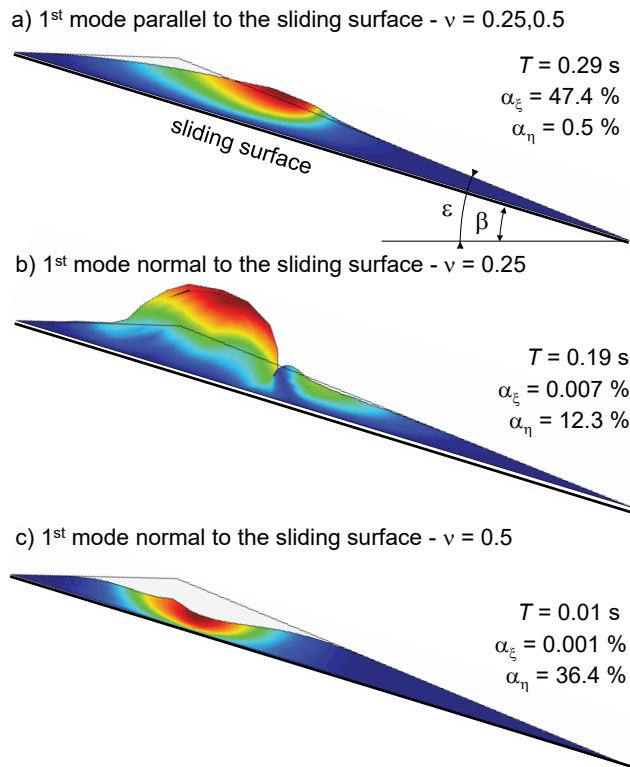 a) 1st mode parallel to the sliding surface - ν = 0.25,0.5
T = 0.29 s
αξ = 47.4 %
αη = 0.5 %
sliding surface
ε
β
b) 1st mode normal to the sliding surface - ν = 0.25
T = 0.19 s
αξ = 0.007 %
αη = 12.3 %
c) 1st mode normal to the sliding surface - ν = 0.5
T = 0.01 s
αξ = 0.001 %
αη = 36.4 %